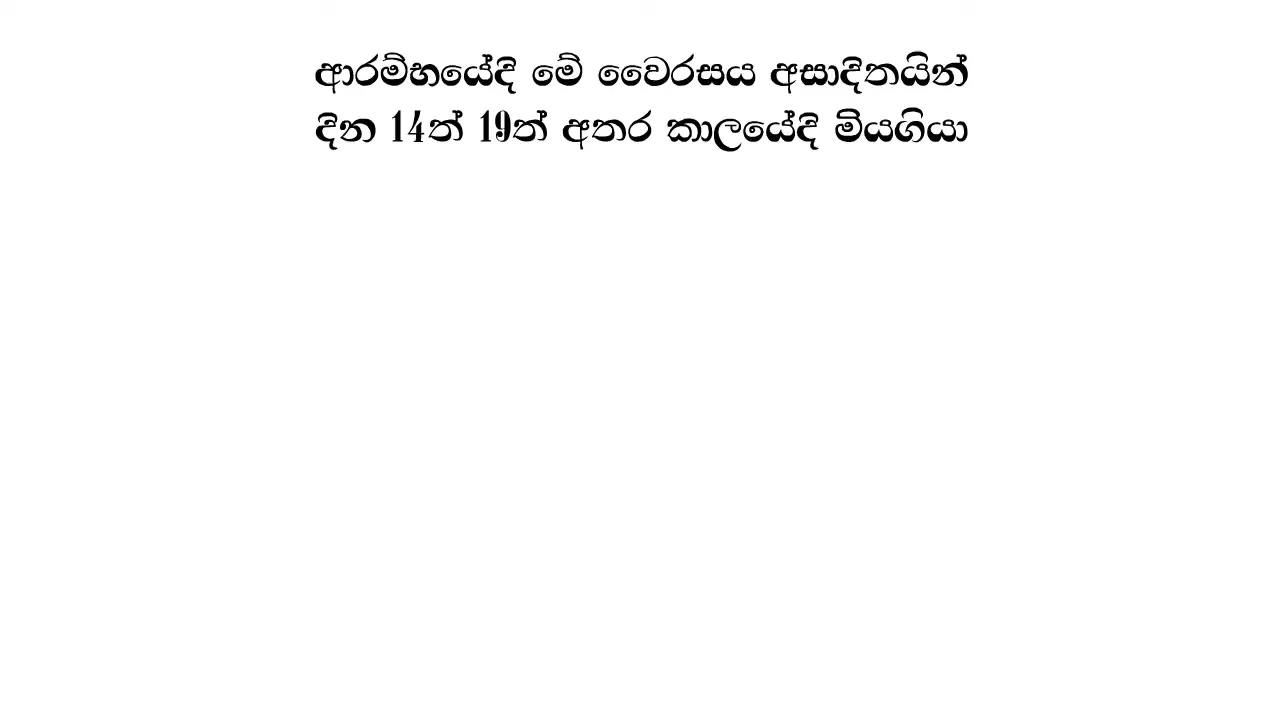 ආරම්භයේදි මේ වෛරසය අසාදිතයින්
දින 14ත් 19ත් අතර කාලයේදි මියගියා